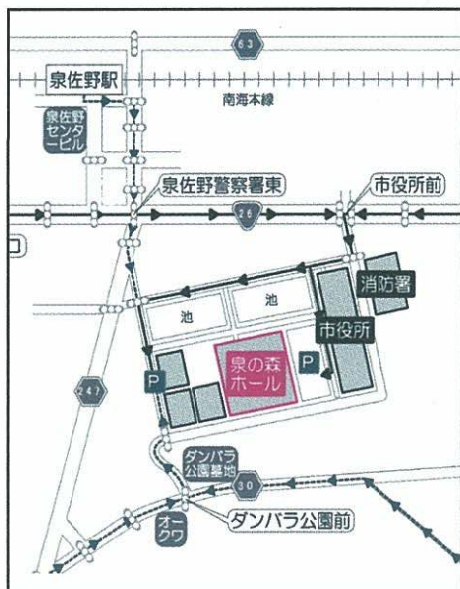 63
泉佐野駅
南海本線
泉佐野
センタ
ービル
泉佐野警察署東
市役所前
26
口
消防署
池
池
市役所
P
泉の森
ホール
P
247
ダンバラ
公園墓地
30
オー
クワ
ダンバラ公園前